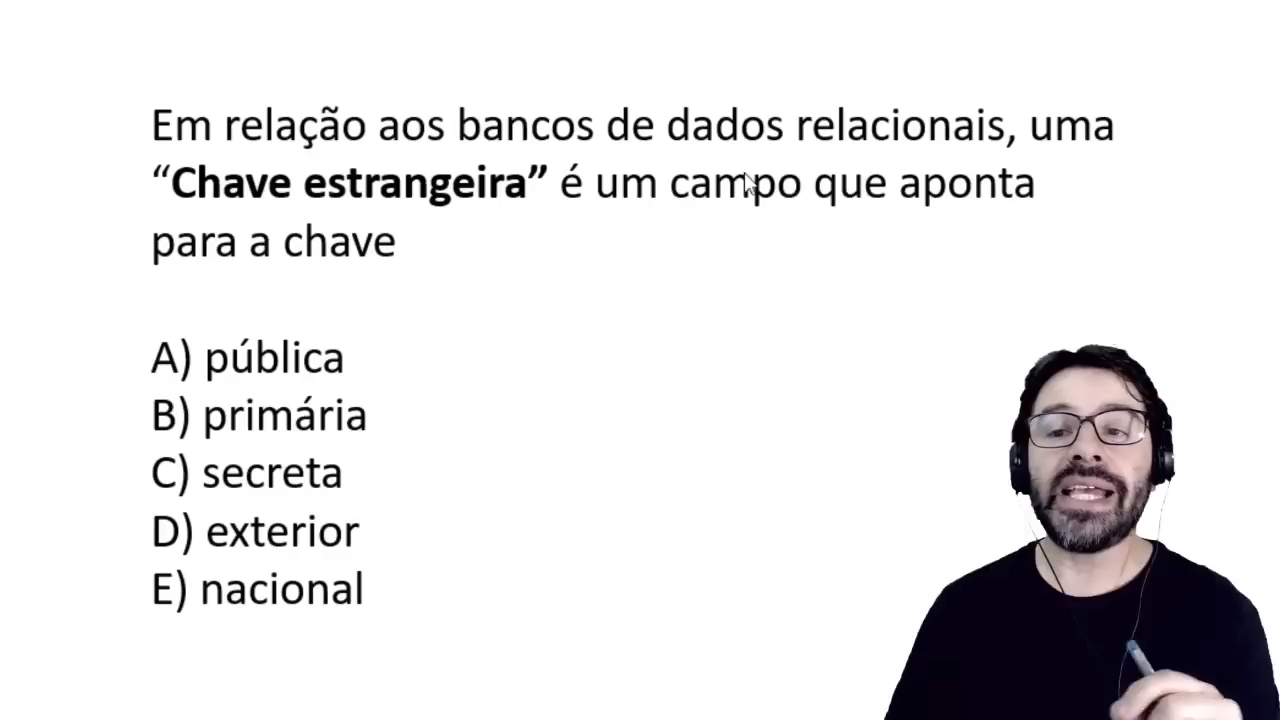 Em relação aos bancos de dados relacionais, uma
“Chave estrangeira” é um campo que aponta
para a chave
A) pública
B) primária
C) secreta
D) exterior
E) nacional